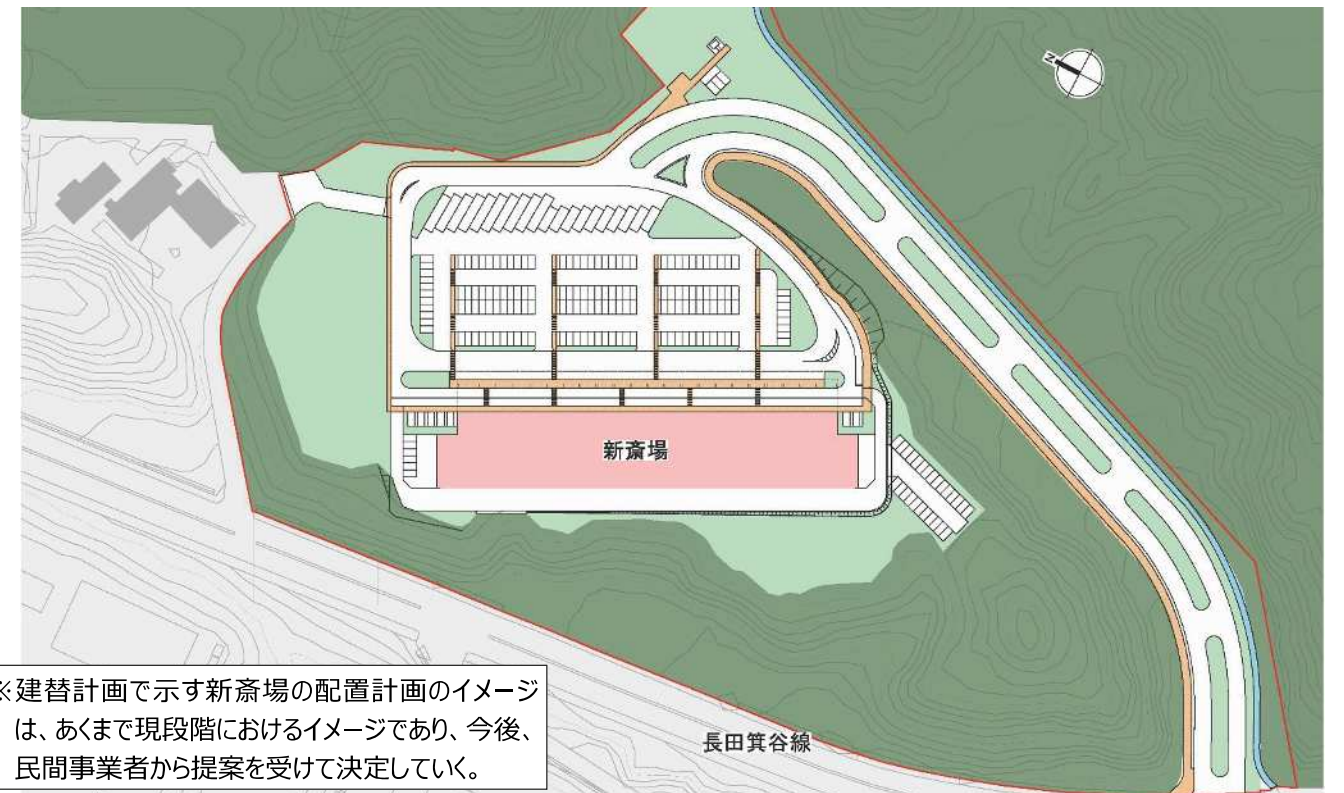 N
新斎場
長田箕谷線
※建替計画で示す新斎場の配置計画のイメージ
は、あくまで現段階におけるイメージであり、今後、
民間事業者から提案を受けて決定していく。